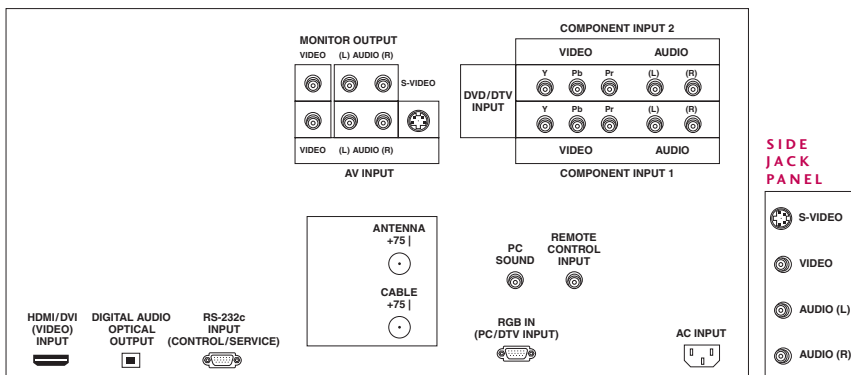 COMPONENT INPUT 2
MONITOR OUTPUT
VIDEO (L) AUDIO (R)
VIDEO AUDIO
S-VIDEO
DVD/DTV
INPUT
Y Pb Pr (L) (R)
Y Pb Pr (L) (R)
VIDEO (L) AUDIO (R)
VIDEO AUDIO
AV INPUT
COMPONENT INPUT 1
SIDE
JACK
PANEL
S-VIDEO
VIDEO
AUDIO (L)
AUDIO (R)
ANTENNA
+75 |
CABLE
+75 |
PC
SOUND
REMOTE
CONTROL
INPUT
HDMI/DVI
(VIDEO)
INPUT
DIGITAL AUDIO
OPTICAL
OUTPUT
RS-232c
INPUT
(CONTROL/SERVICE)
RGB IN
(PC/DTV INPUT)
AC INPUT